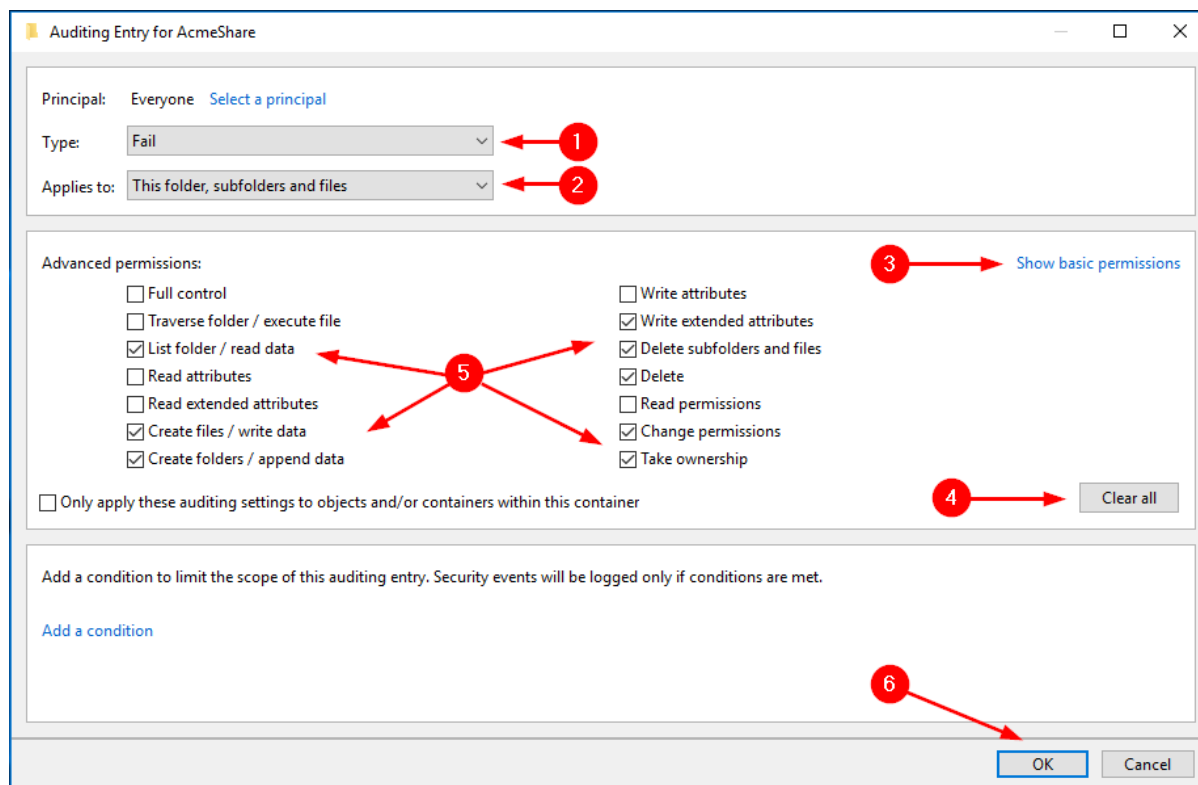 Auditing Entry for AcmeShare
Principal: Everyone Select a principal
Type: Fail 1
Applies to: This folder, subfolders and files 2
Advanced permissions: 3 Show basic permissions
Full control Write attributes
Traverse folder / execute file Write extended attributes
List folder / read data Delete subfolders and files
Read attributes 5 Delete
Read extended attributes Read permissions
Create files / write data Change permissions
Create folders / append data Take ownership
Only apply these auditing settings to objects and/or containers within this container 4 Clear all
Add a condition to limit the scope of this auditing entry. Security events will be logged only if conditions are met.
Add a condition
6
OK Cancel